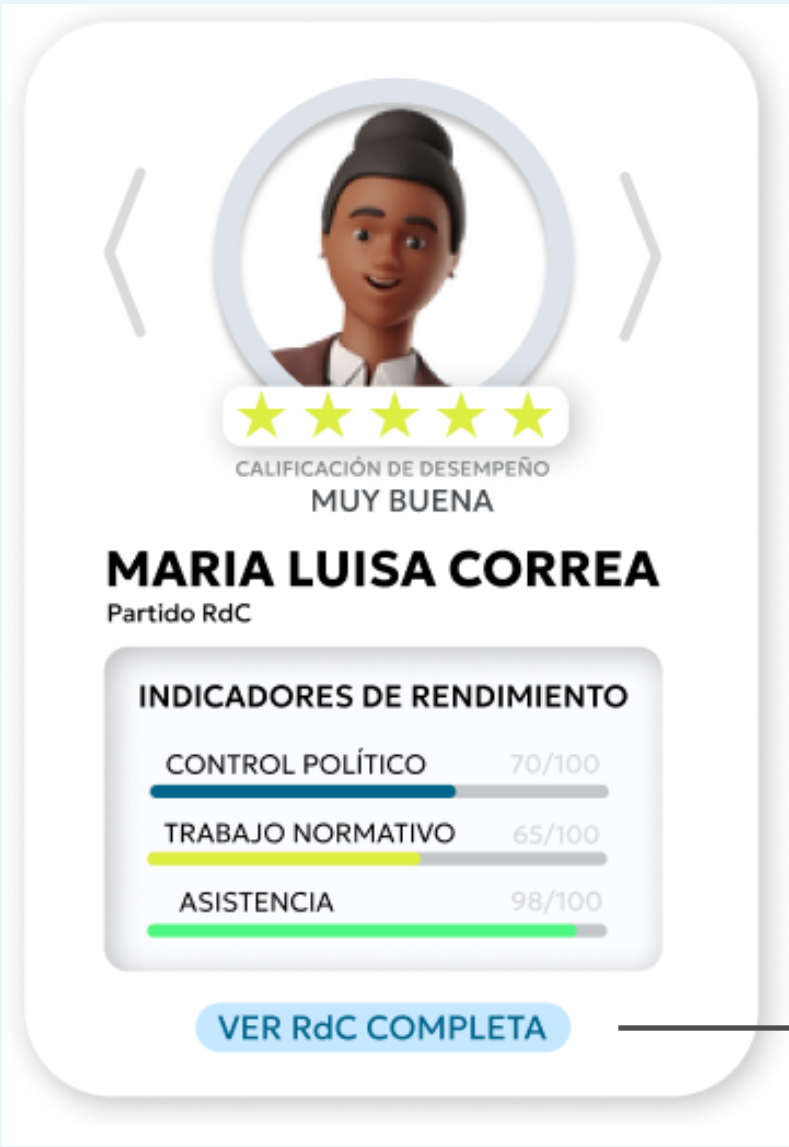 CALIFICACIÓN DE DESEMPEÑO
MUY BUENA
MARIA LUISA CORREA
Partido RdC
INDICADORES DE RENDIMIENTO
CONTROL POLÍTICO 70/100
TRABAJO NORMATIVO 65/100
ASISTENCIA 98/100
VER RdC COMPLETA